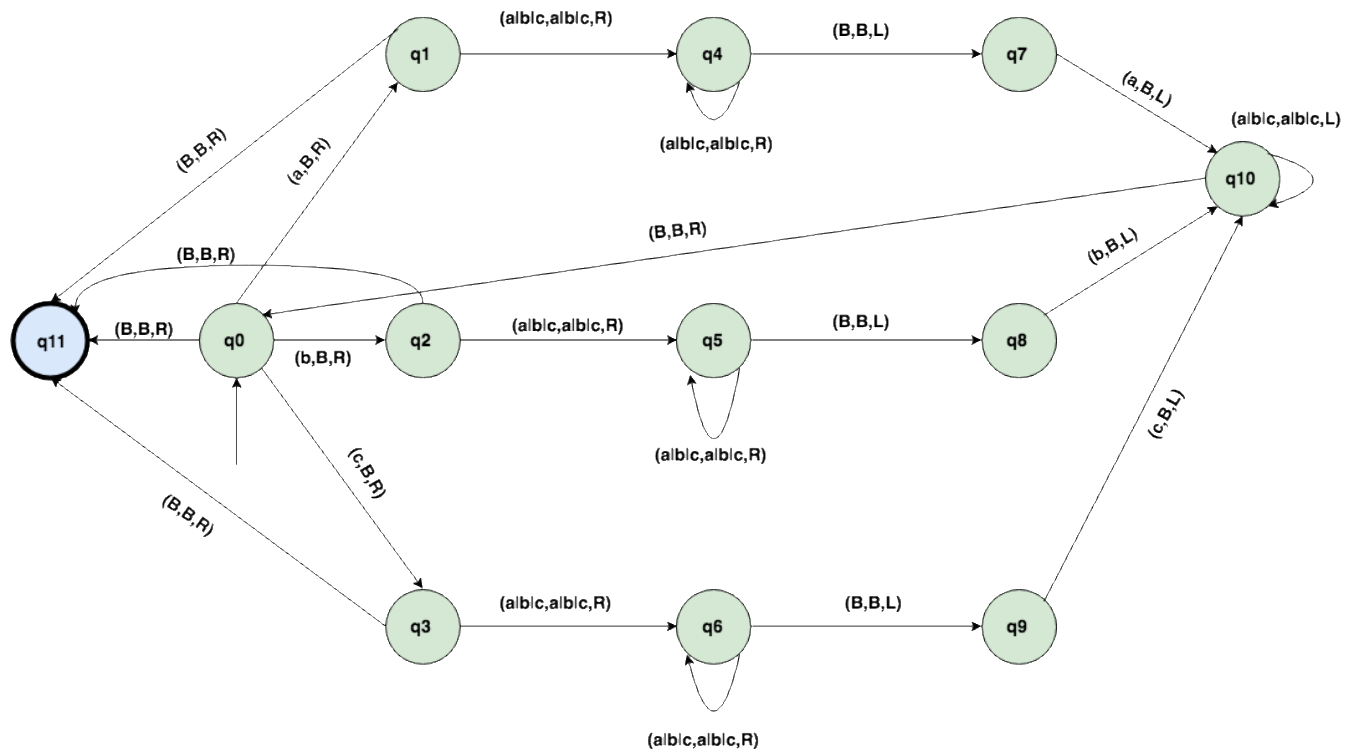 (a|b|c,a|b|c,R)
(B,B,L)
q1
q4
q7
(a,B,L)
(a|b|c,a|b|c,L)
(B,B,R)
(a,B,R)
(a|b|c,a|b|c,R)
q10
(B,B,R)
(b,B,L)
(B,B,R)
(B,B,R)
(a|b|c,a|b|c,R)
(B,B,L)
q11
q0
(b,B,R)
q2
q5
q8
(c,B,L)
(a|b|c,a|b|c,R)
(c,B,R)
(B,B,R)
(a|b|c,a|b|c,R)
(B,B,L)
q3
q6
q9
(a|b|c,a|b|c,R)